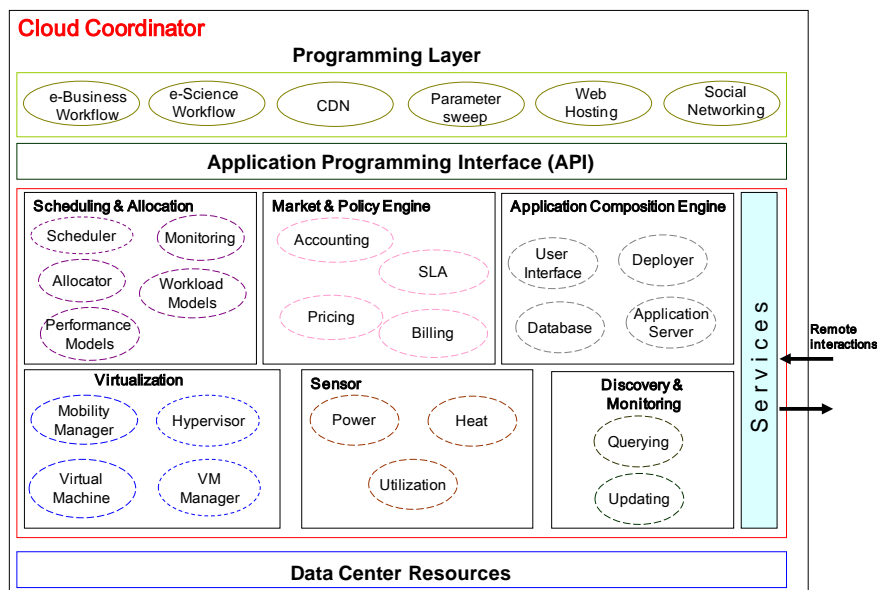 Cloud Coordinator
Programming Layer
e-Business
Workflow
e-Science
Workflow
CDN
Parameter
sweep
Web
Hosting
Social
Networking
Application Programming Interface (API)
Scheduling & Allocation
Scheduler
Monitoring
Allocator
Workload
Models
Performance
Models
Market & Policy Engine
Accounting
SLA
Pricing
Billing
Application Composition Engine
User
Interface
Deployer
Database
Application
Server
Services
Remote
interactions
Virtualization
Mobility
Manager
Hypervisor
Virtual
Machine
VM
Manager
Sensor
Power
Heat
Utilization
Discovery &
Monitoring
Querying
Updating
Data Center Resources